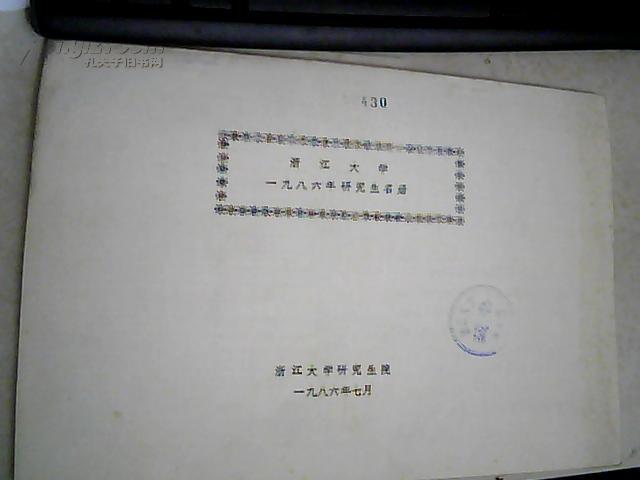 孔夫子旧书网
430
浙江大学
一九八六年研究生名册
浙江大学研究生院
一九八六年七月